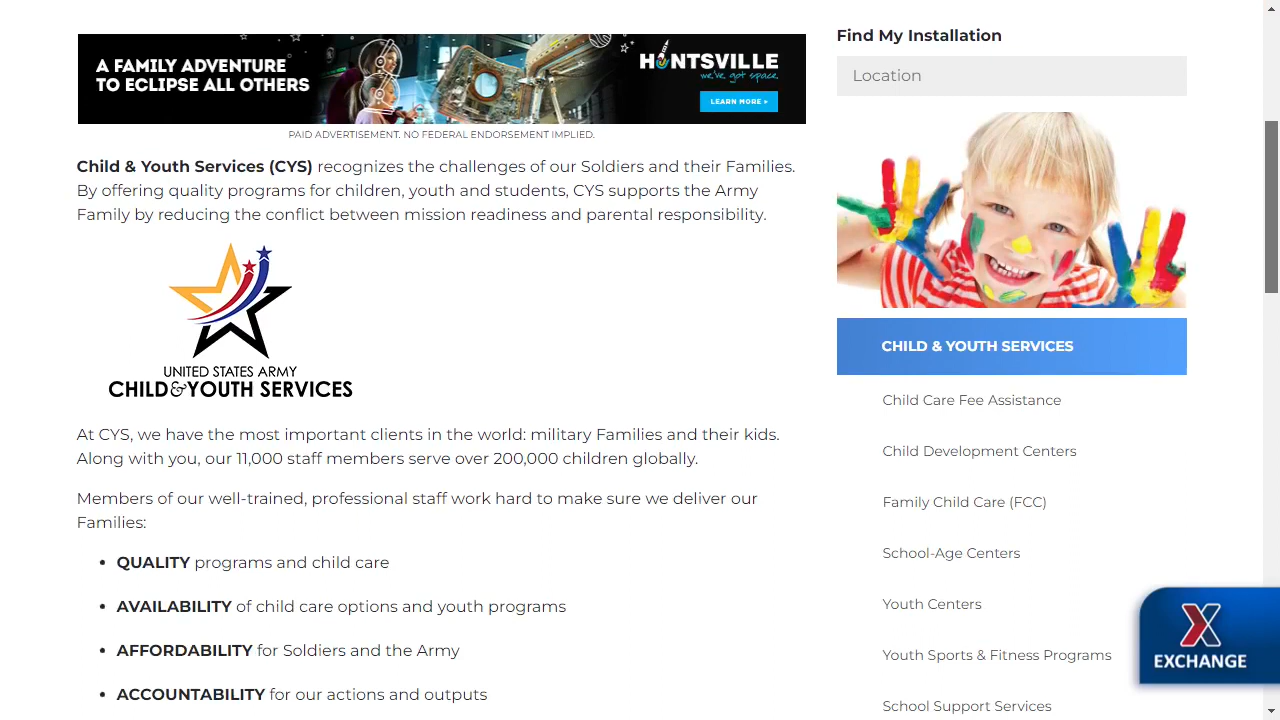 A FAMILY ADVENTURE
TO ECLIPSE ALL OTHERS
HUNTSVILLE
we've got space
LEARN MORE »
PAID ADVERTISEMENT. NO FEDERAL ENDORSEMENT IMPLIED.
Child & Youth Services (CYS) recognizes the challenges of our Soldiers and their Families.
By offering quality programs for children, youth and students, CYS supports the Army
Family by reducing the conflict between mission readiness and parental responsibility.
UNITED STATES ARMY
CHILD & YOUTH SERVICES
At CYS, we have the most important clients in the world: military Families and their kids.
Along with you, our 11,000 staff members serve over 200,000 children globally.
Members of our well-trained, professional staff work hard to make sure we deliver our
Families:
• QUALITY programs and child care
• AVAILABILITY of child care options and youth programs
• AFFORDABILITY for Soldiers and the Army
• ACCOUNTABILITY for our actions and outputs
Find My Installation
Location
CHILD & YOUTH SERVICES
Child Care Fee Assistance
Child Development Centers
Family Child Care (FCC)
School-Age Centers
Youth Centers
Youth Sports & Fitness Programs
School Support Services
X
EXCHANGE